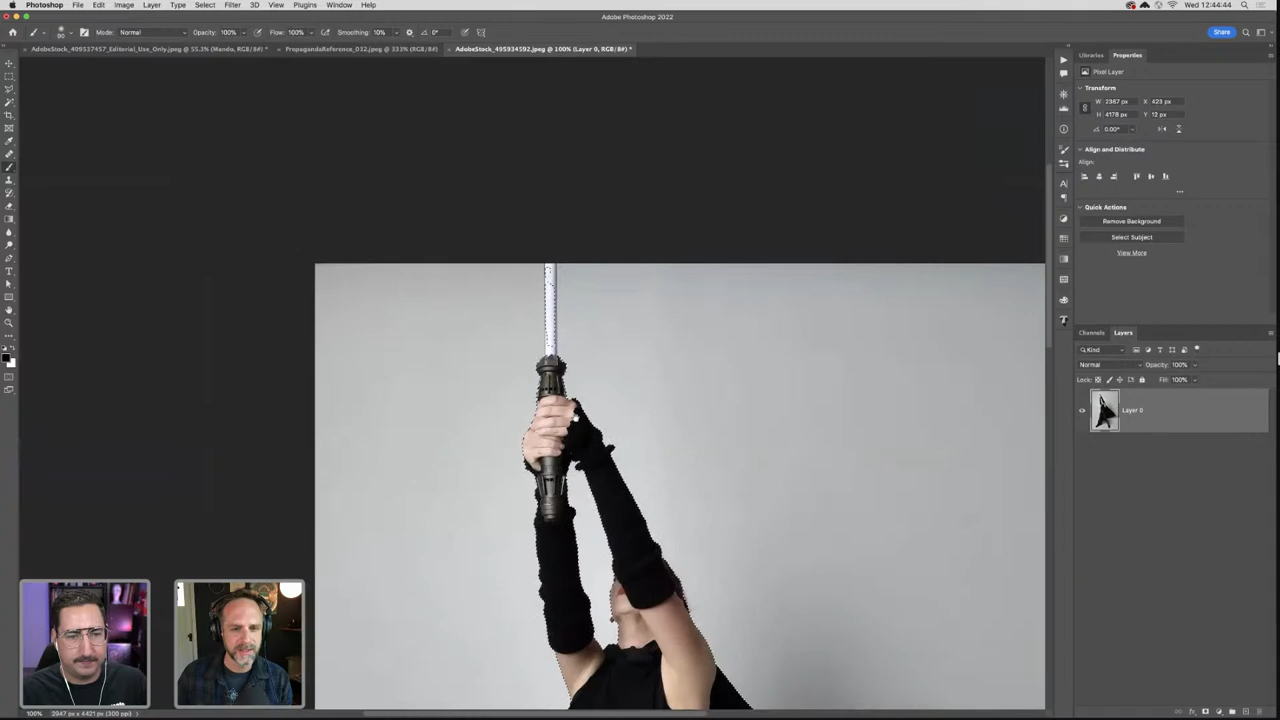 Photoshop File Edit Image Layer Type Select Filter 3D View Plugins Window Help
Wed 12:44:44
Adobe Photoshop 2022
Mode: Normal Opacity: 100% Flow: 100% Smoothing: 10% 0°
Share
AdobeStock_409537457_Editorial_Use_Only.jpeg @ 55.3% (Mando, RGB/8#) *
PropagandaReference_032.jpeg @ 333% (RGB/8#)
AdobeStock_495934592.jpeg @ 100% (Layer 0, RGB/8#) *
Libraries Properties
Pixel Layer
Transform
W 2367 px X 423 px
H 4178 px Y 12 px
0.00°
Align and Distribute
Align:
Quick Actions
Remove Background
Select Subject
View More
Channels Layers
Kind
Normal Opacity: 100%
Lock: Fill: 100%
Layer 0
100% 2947 px x 4421 px (300 ppi)